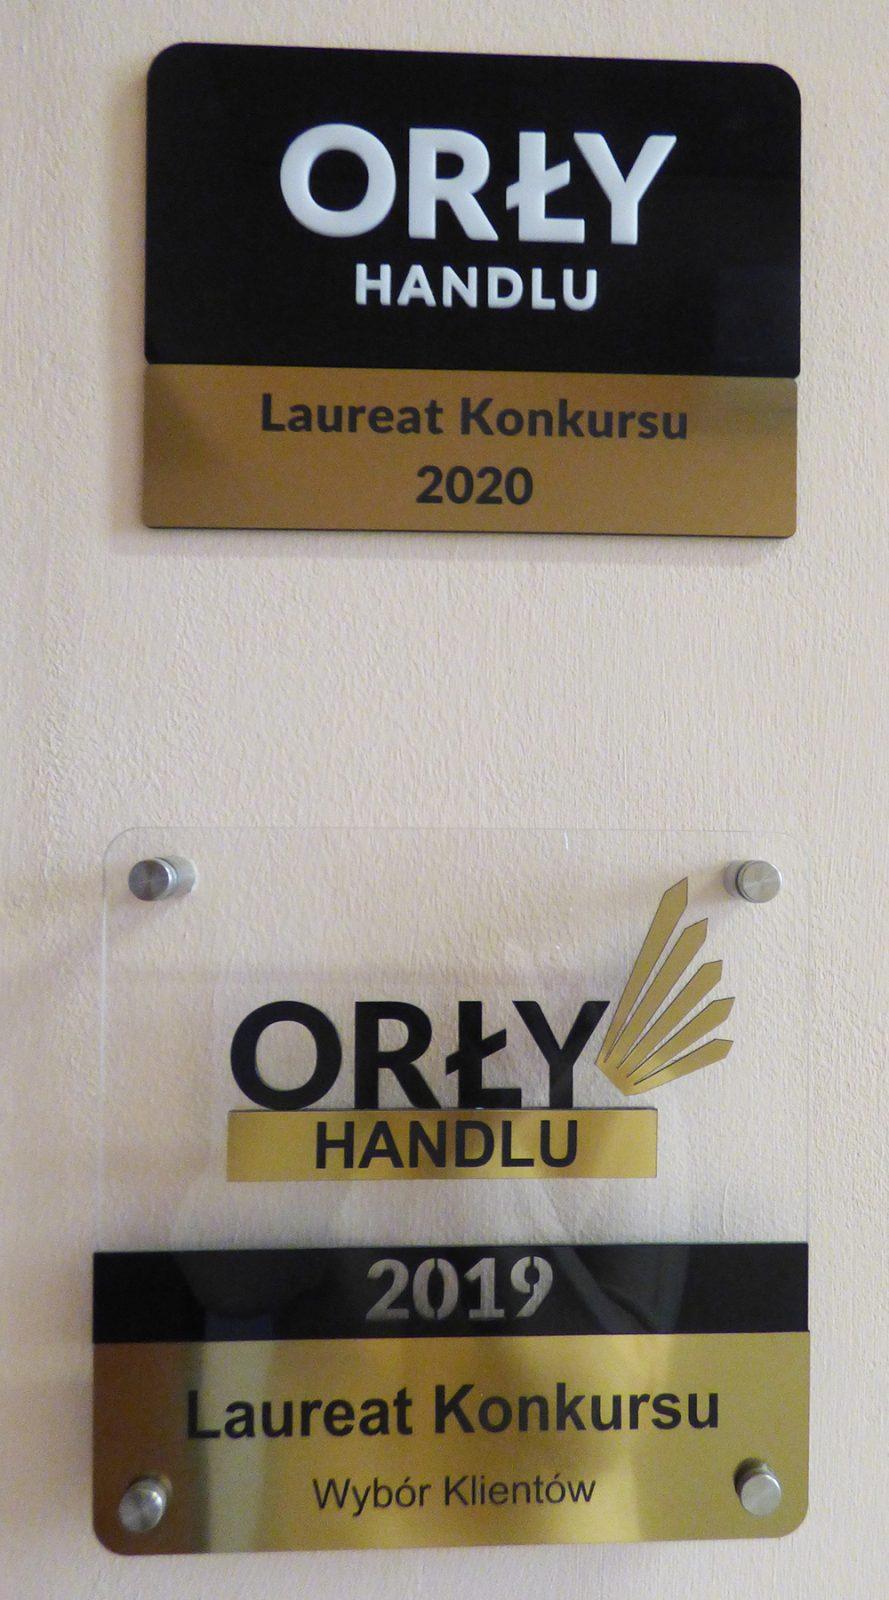 ORŁY
HANDLU
Laureat Konkursu
2020
ORŁY
HANDLU
2019
Laureat Konkursu
Wybór Klientów